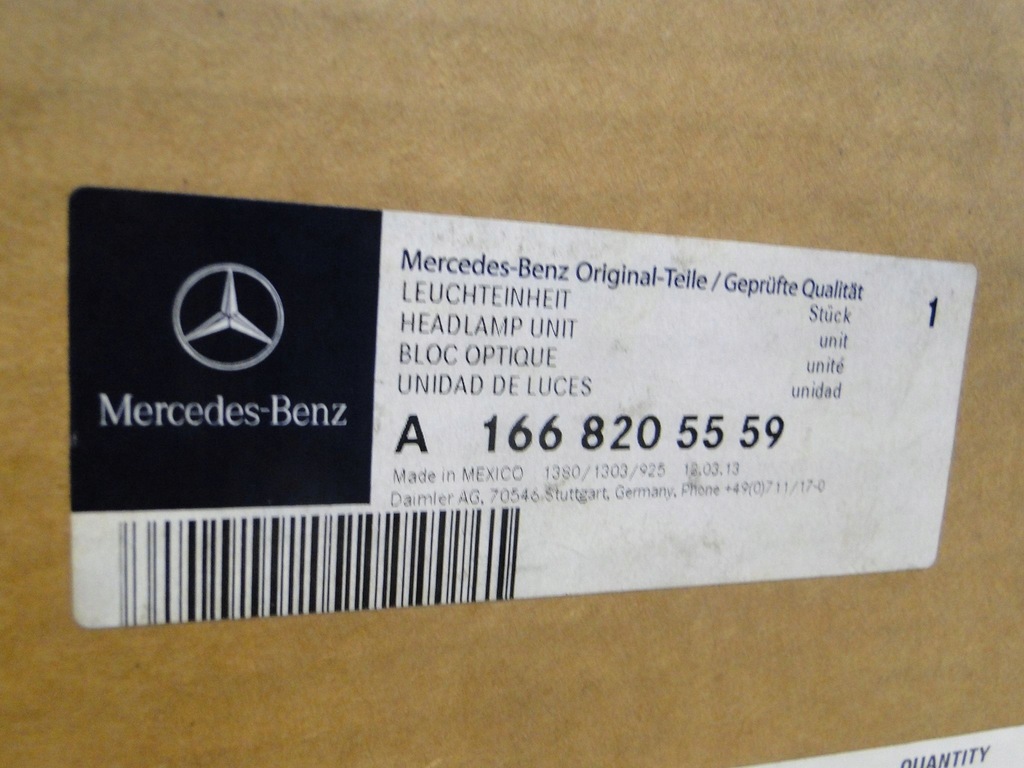 Mercedes-Benz
Mercedes-Benz Original-Teile / Geprüfte Qualität
LEUCHTEINHEIT Stück 1
HEADLAMP UNIT unit
BLOC OPTIQUE unité
UNIDAD DE LUCES unidad
A 166 820 55 59
Made in MEXICO 1380/1303/925 12.03.13
Daimler AG, 70546 Stuttgart, Germany, Phone +49(0)711/17-0
QUANTITY